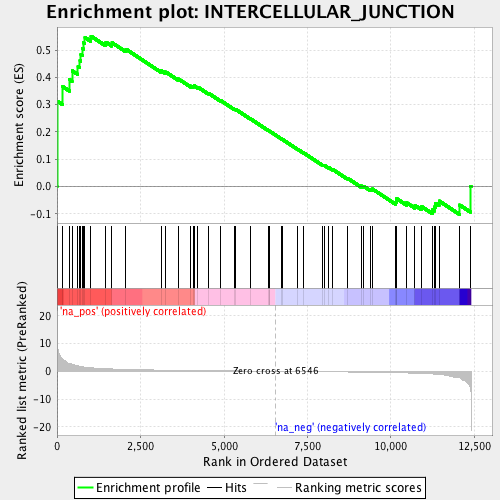 Enrichment plot: INTERCELLULAR_JUNCTION
Enrichment score (ES)
0.5
0.4
0.3
0.2
0.1
0.0
-0.1
'na_pos' (positively correlated)
Ranked list metric (PreRanked)
20
10
0
-10
-20
Zero cross at 6546
'na_neg' (negatively correlated)
0
2,500
5,000
7,500
10,000
12,500
Rank in Ordered Dataset
Enrichment profile
Hits
Ranking metric scores